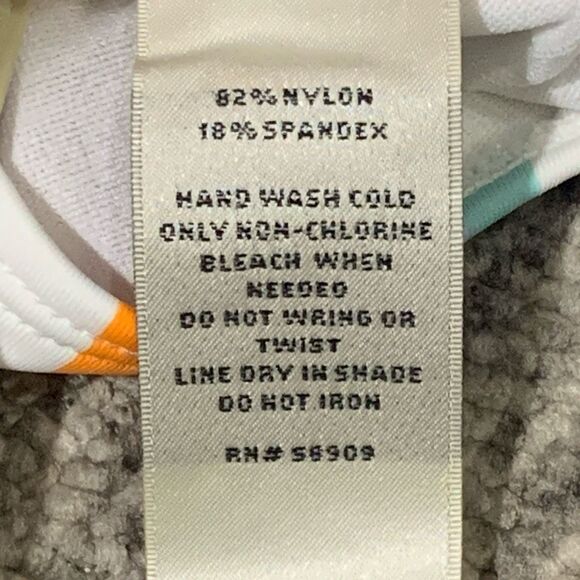 82% NYLON
18% SPANDEX
HAND WASH COLD
ONLY NON-CHLORINE
BLEACH WHEN
NEEDED
DO NOT WRING OR
TWIST
LINE DRY IN SHADE
DO NOT IRON
RN# 56909